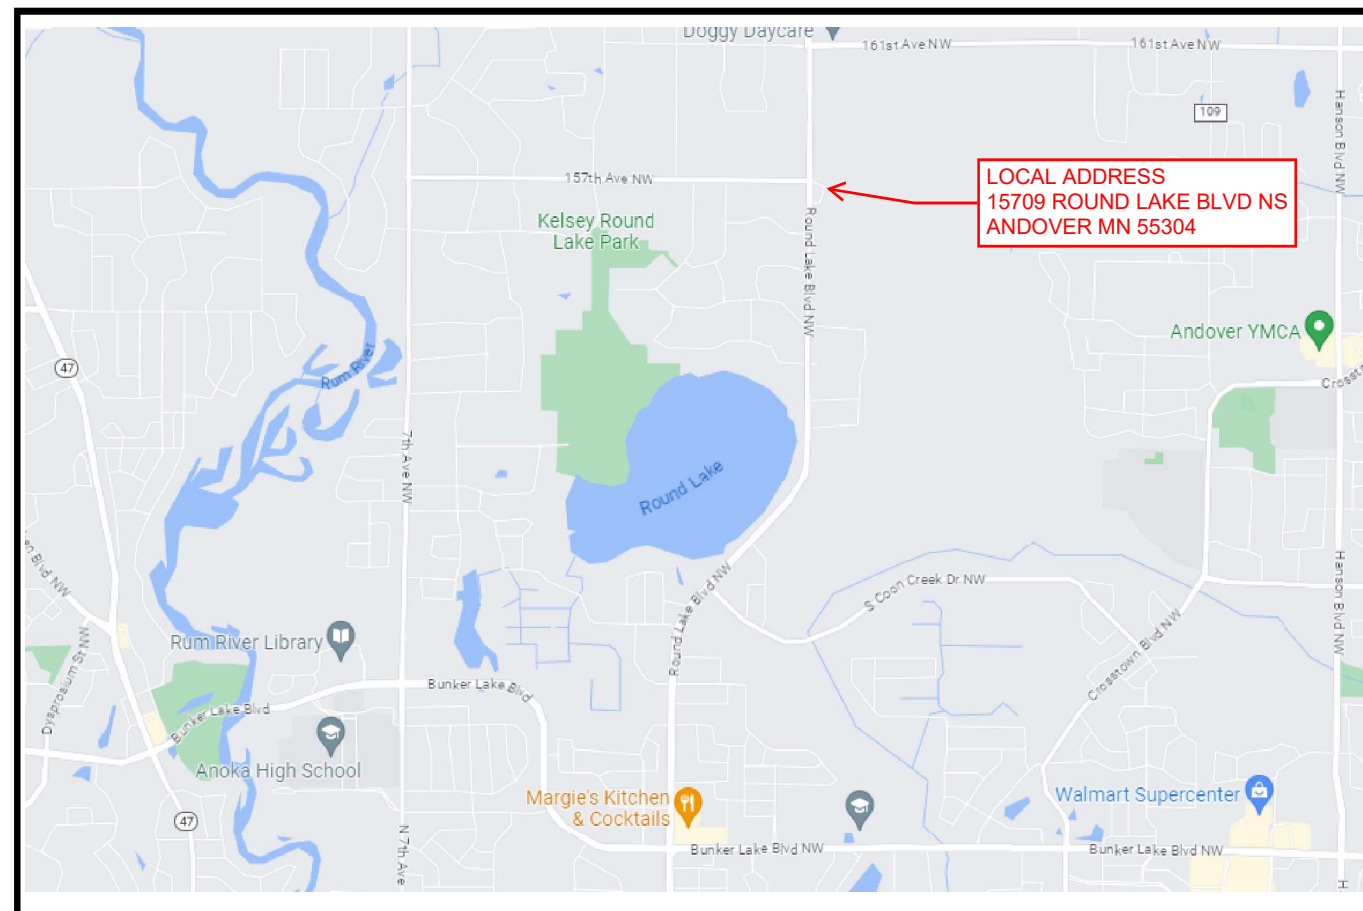 Doggy Daycare
161st Ave NW
161st Ave NW
Hanson Blvd NW
109
157th Ave NW
LOCAL ADDRESS
15709 ROUND LAKE BLVD NS
ANDOVER MN 55304
Kelsey Round
Lake Park
Round Lake Blvd NW
Andover YMCA
47
Rum River
Crosst
7th Ave NW
Round Lake
en Blvd NW
Hanson Blvd NW
S Coon Creek Dr NW
Round Lake Blvd NW
Rum River Library
Crosstown Blvd NW
Dysprosium St NW
Bunker Lake Blvd
Bunker Lake Blvd
Anoka High School
Margie's Kitchen
& Cocktails
Walmart Supercenter
47
N 7th Ave
Bunker Lake Blvd NW
Bunker Lake Blvd NW
H